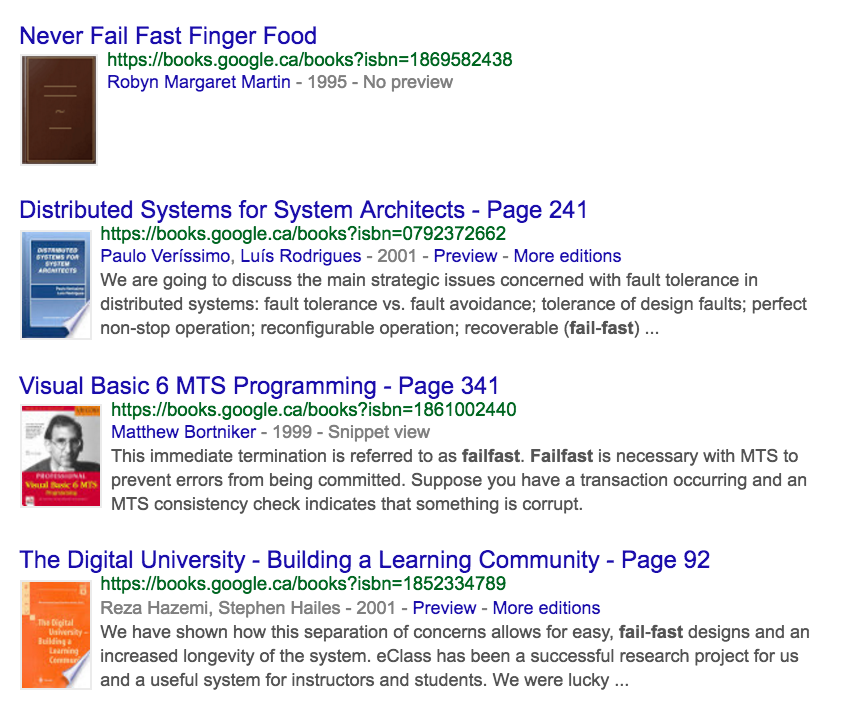 Never Fail Fast Finger Food
https://books.google.ca/books?isbn=1869582438
Robyn Margaret Martin - 1995 - No preview
Distributed Systems for System Architects - Page 241
https://books.google.ca/books?isbn=0792372662
DISTRIBUTED
SYSTEMS FOR
SYSTEM
ARCHITECTS
Paulo Veríssimo, Luís Rodrigues - 2001 - Preview - More editions
We are going to discuss the main strategic issues concerned with fault tolerance in
distributed systems: fault tolerance vs. fault avoidance; tolerance of design faults; perfect
non-stop operation; reconfigurable operation; recoverable (fail-fast) ...
Visual Basic 6 MTS Programming - Page 341
https://books.google.ca/books?isbn=1861002440
Matthew Bortniker - 1999 - Snippet view
This immediate termination is referred to as failfast. Failfast is necessary with MTS to
prevent errors from being committed. Suppose you have a transaction occurring and an
MTS consistency check indicates that something is corrupt.
PROFESSIONAL
Visual Basic 6 MTS
Programming
The Digital University - Building a Learning Community - Page 92
https://books.google.ca/books?isbn=1852334789
Reza Hazemi, Stephen Hailes - 2001 - Preview - More editions
We have shown how this separation of concerns allows for easy, fail-fast designs and an
increased longevity of the system. eClass has been a successful research project for us
and a useful system for instructors and students. We were lucky ...
The Digital
University –
Building a
Learning